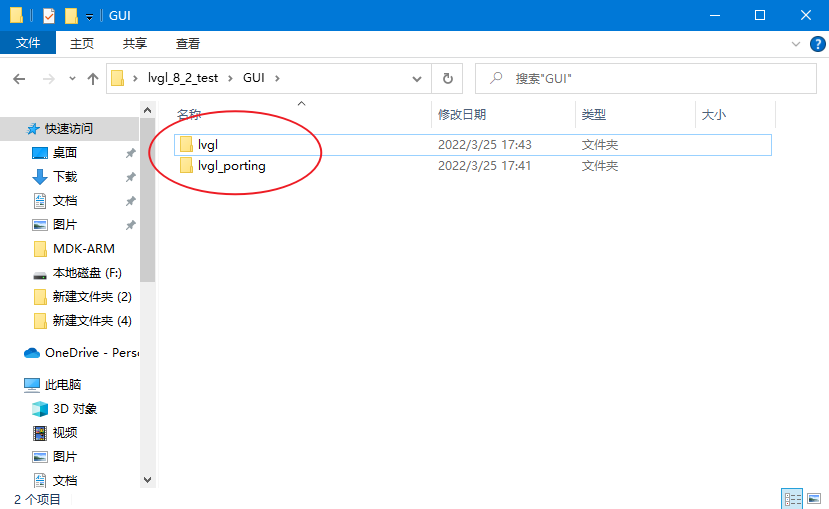 GUI
文件 主页 共享 查看
lvgl_8_2_test GUI 搜索"GUI"
名称 修改日期 类型 大小
lvgl 2022/3/25 17:43 文件夹
lvgl_porting 2022/3/25 17:41 文件夹
快速访问
桌面
下载
文档
图片
MDK-ARM
本地磁盘 (F:)
新建文件夹 (2)
新建文件夹 (4)
OneDrive - Perso
此电脑
3D 对象
视频
图片
文档
2 个项目